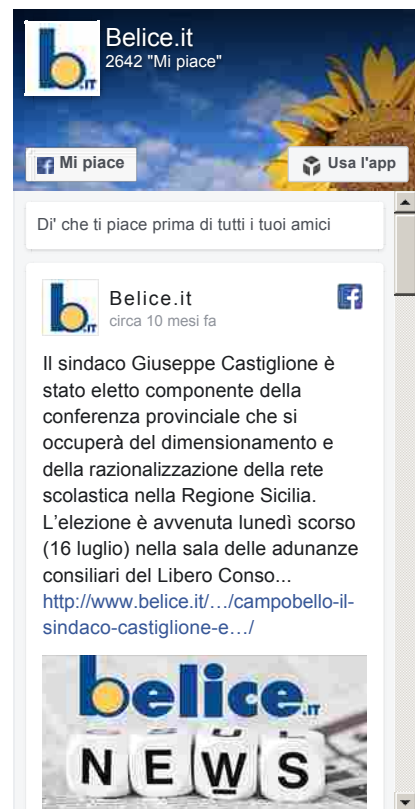 b.IT
Belice.it
2642 "Mi piace"
Mi piace
Usa l'app
Di' che ti piace prima di tutti i tuoi amici
b.IT
Belice.it
circa 10 mesi fa
Il sindaco Giuseppe Castiglione è
stato eletto componente della
conferenza provinciale che si
occuperà del dimensionamento e
della razionalizzazione della rete
scolastica nella Regione Sicilia.
L'elezione è avvenuta lunedì scorso
(16 luglio) nella sala delle adunanze
consiliari del Libero Conso...
http://www.belice.it/…/campobello-il-
sindaco-castiglione-e…/
belice.IT
NEWS